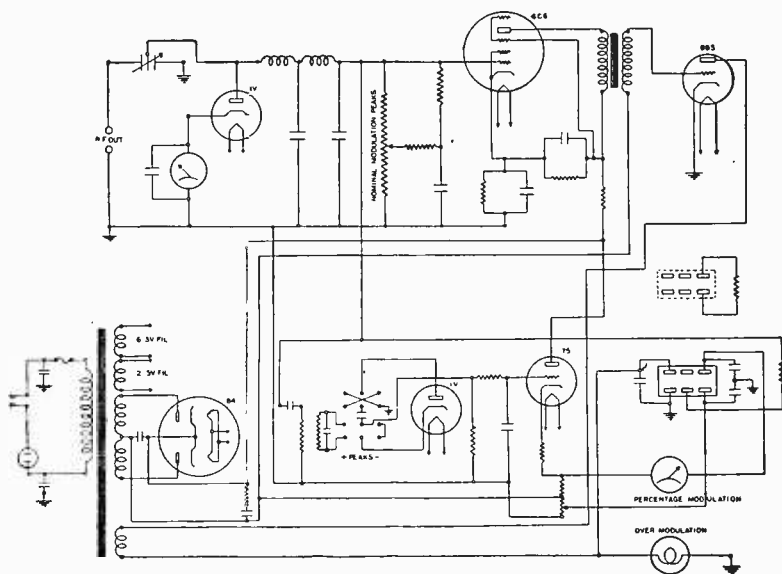 6C6
885
1V
R F OUT
NOMINAL MODULATION PEAKS
6 3V FIL
2 5V FIL
84
1V
75
+ PEAKS -
PERCENTAGE MODULATION
OVER MODULATION